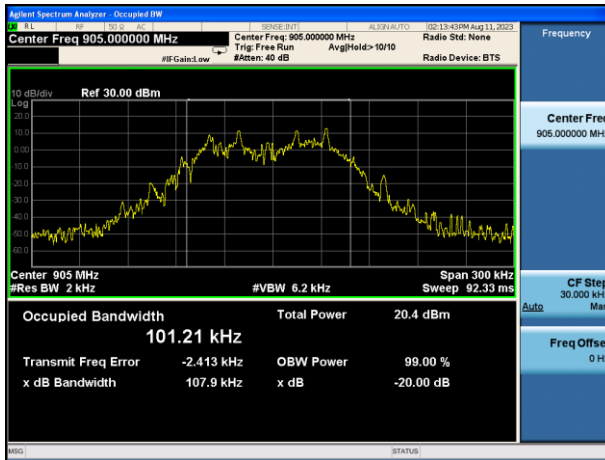 Agilent Spectrum Analyzer - Occupied BW
RL RF 50 Ω AC SENSE:INT ALIGN AUTO 02:13:43PM Aug 11, 2023
Center Freq 905.000000 MHz Center Freq: 905.000000 MHz Radio Std: None Frequency
Trig: Free Run Avg|Hold:>10/10
#IFGain:Low #Atten: 40 dB Radio Device: BTS
10 dB/div Ref 30.00 dBm
Log
20.0
10.0
0.00
-10.0
-20.0
-30.0
-40.0
-50.0
-60.0
Center Freq
905.000000 MH
Center 905 MHz Span 300 kHz
#Res BW 2 kHz #VBW 6.2 kHz Sweep 92.33 ms
CF Step
30.000 kH
Auto Ma
Occupied Bandwidth Total Power 20.4 dBm
101.21 kHz
Transmit Freq Error -2.413 kHz OBW Power 99.00 %
x dB Bandwidth 107.9 kHz x dB -20.00 dB
Freq Offse
0 H
MSG STATUS